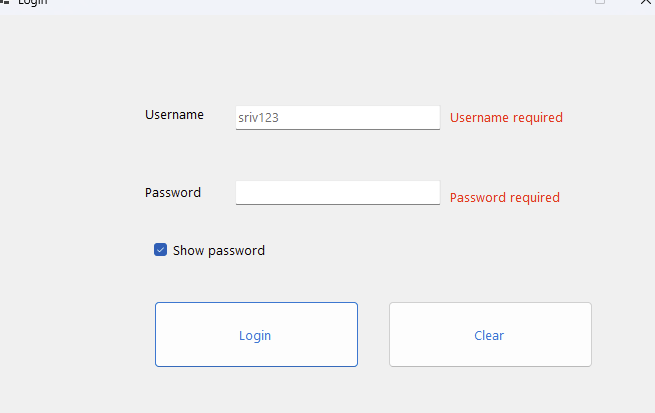 Login
Username sriv123 Username required
Password Password required
Show password
Login Clear